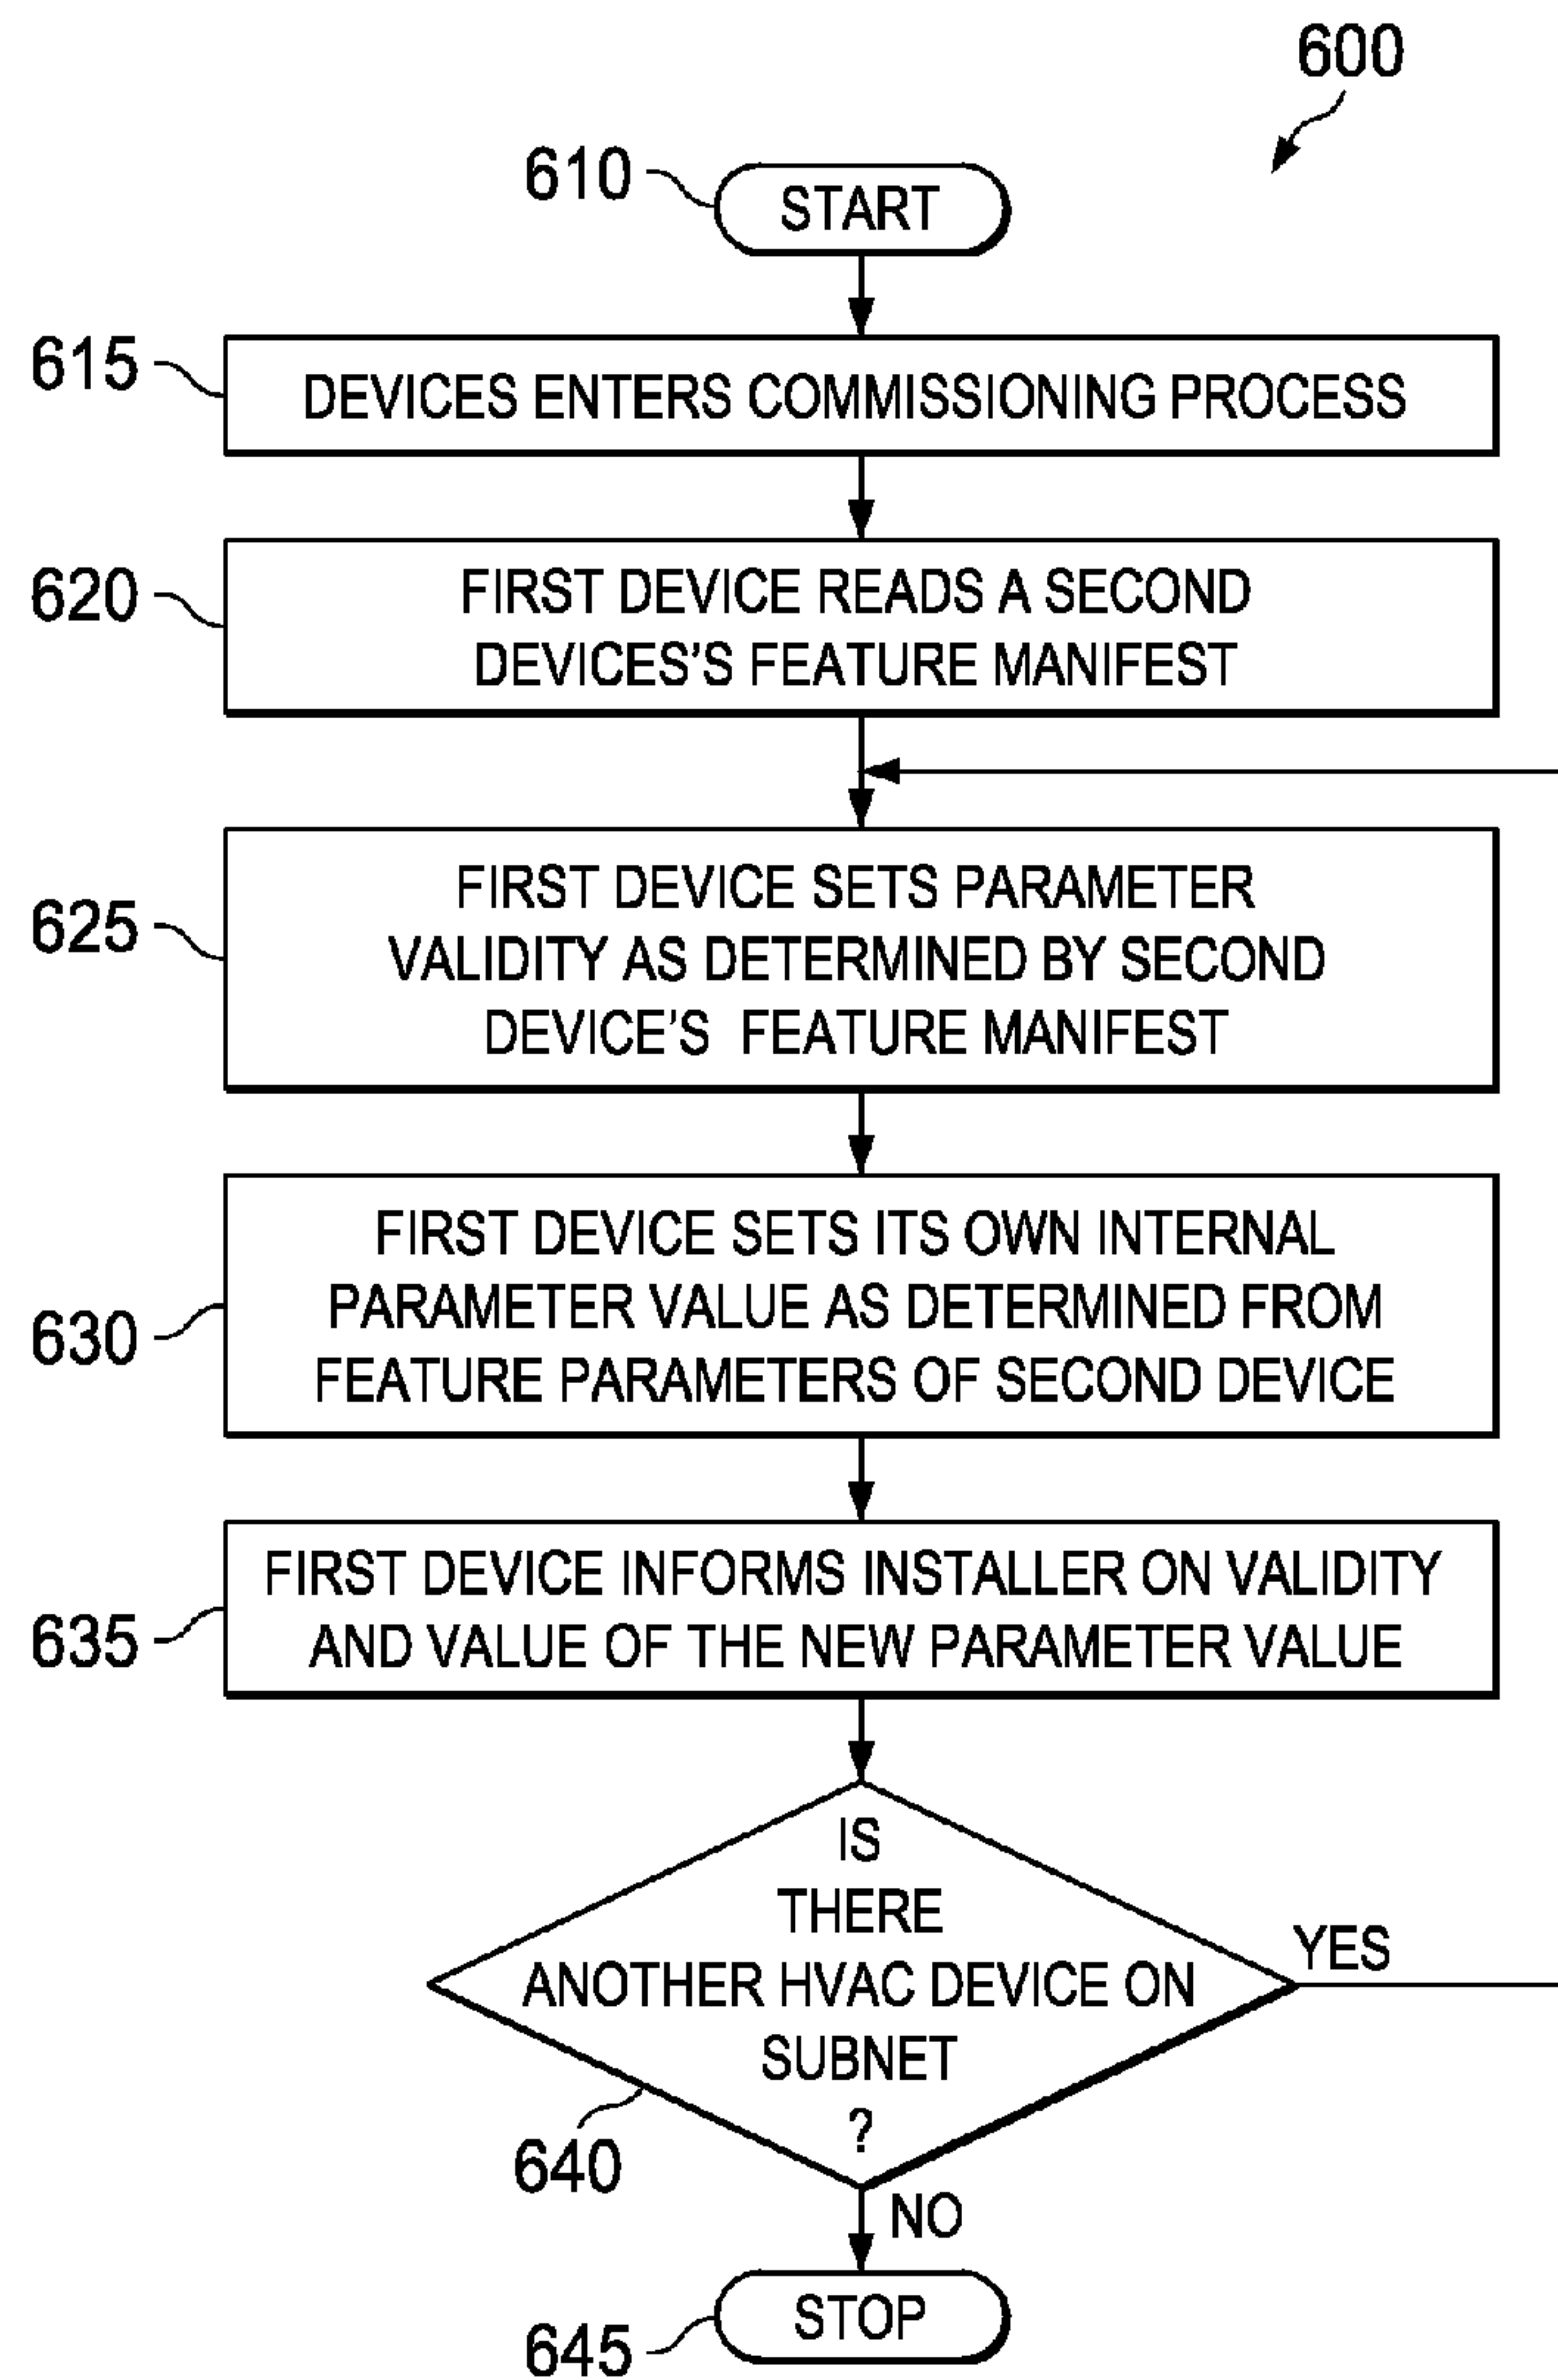 600
610
START
615
DEVICES ENTERS COMMISSIONING PROCESS
620
FIRST DEVICE READS A SECOND
DEVICES'S FEATURE MANIFEST
625
FIRST DEVICE SETS PARAMETER
VALIDITY AS DETERMINED BY SECOND
DEVICE'S FEATURE MANIFEST
630
FIRST DEVICE SETS ITS OWN INTERNAL
PARAMETER VALUE AS DETERMINED FROM
FEATURE PARAMETERS OF SECOND DEVICE
635
FIRST DEVICE INFORMS INSTALLER ON VALIDITY
AND VALUE OF THE NEW PARAMETER VALUE
IS
THERE
ANOTHER HVAC DEVICE ON
SUBNET
?
YES
640
NO
STOP
645